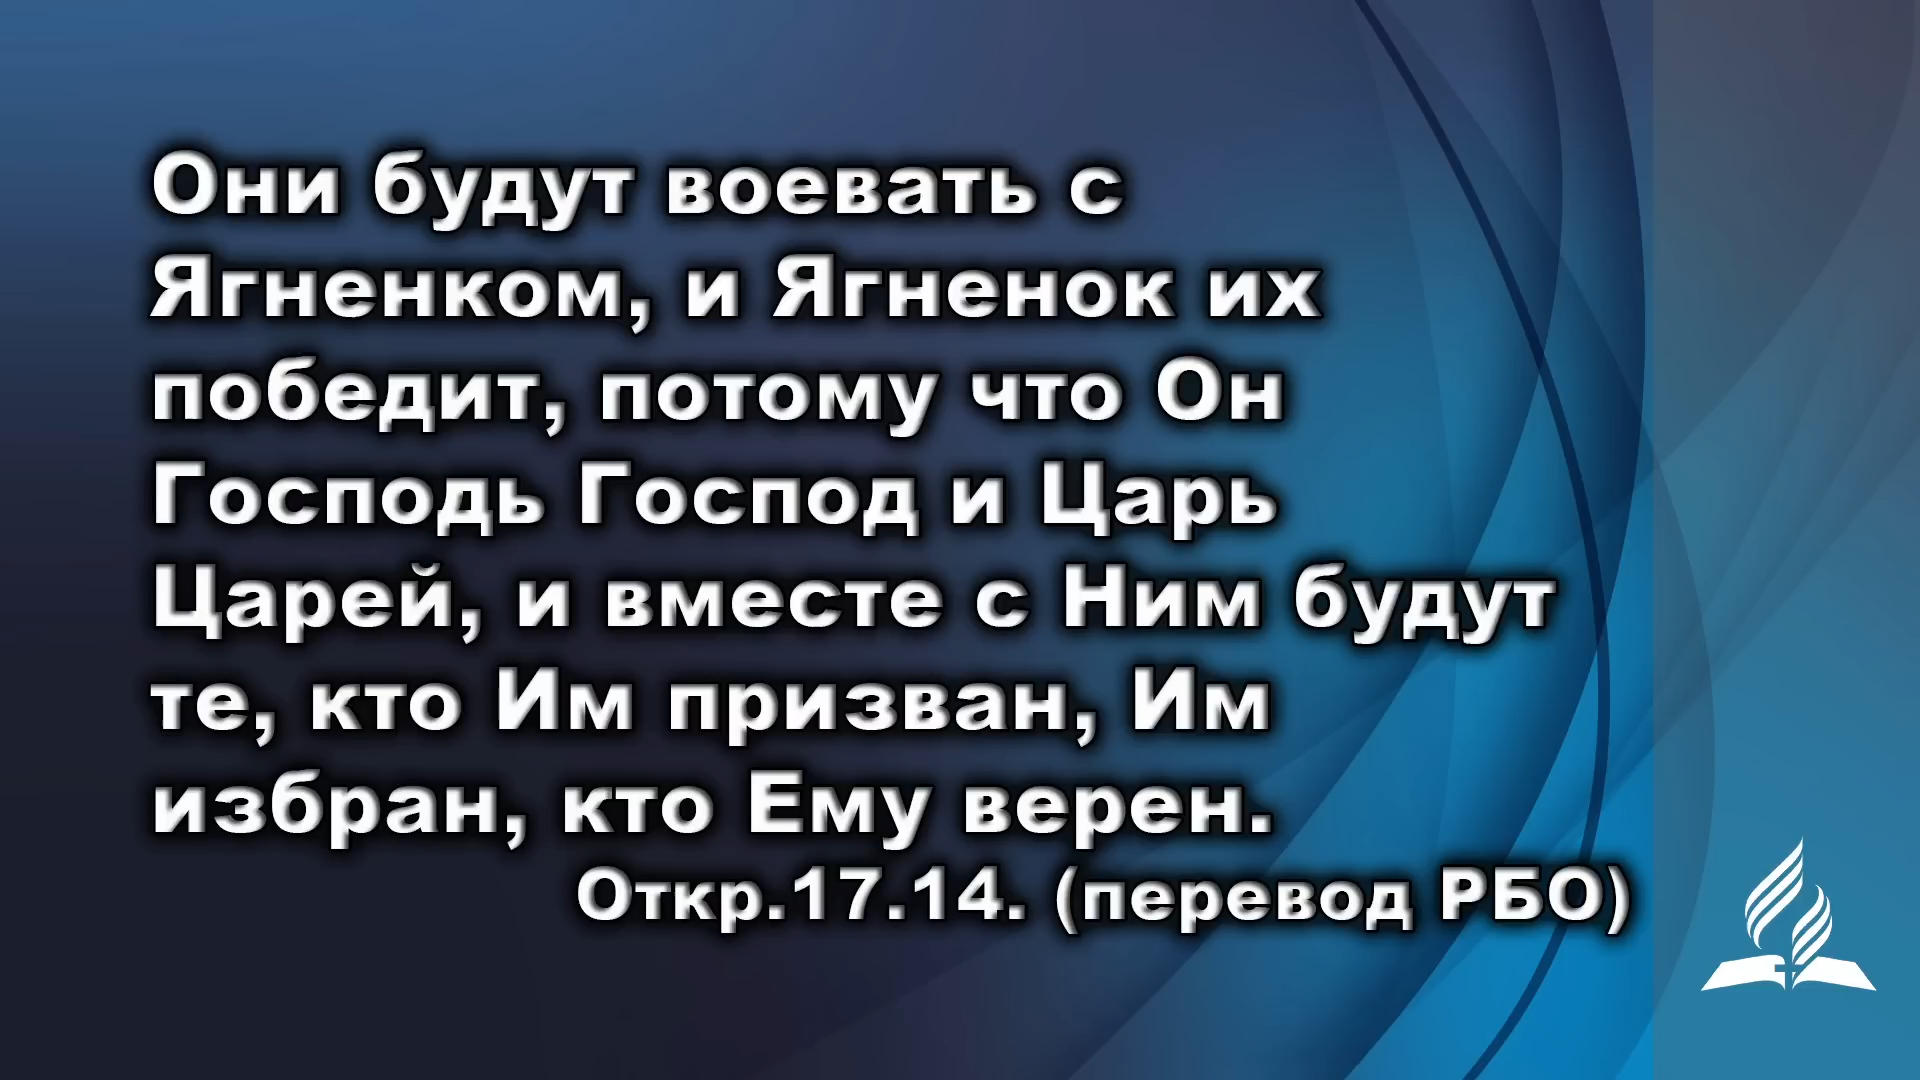 Они будут воевать с
Ягненком, и Ягненок их
победит, потому что Он
Господь Господ и Царь
Царей, и вместе с Ним будут
те, кто Им призван, Им
избран, кто Ему верен.
Откр.17.14. (перевод РБО)